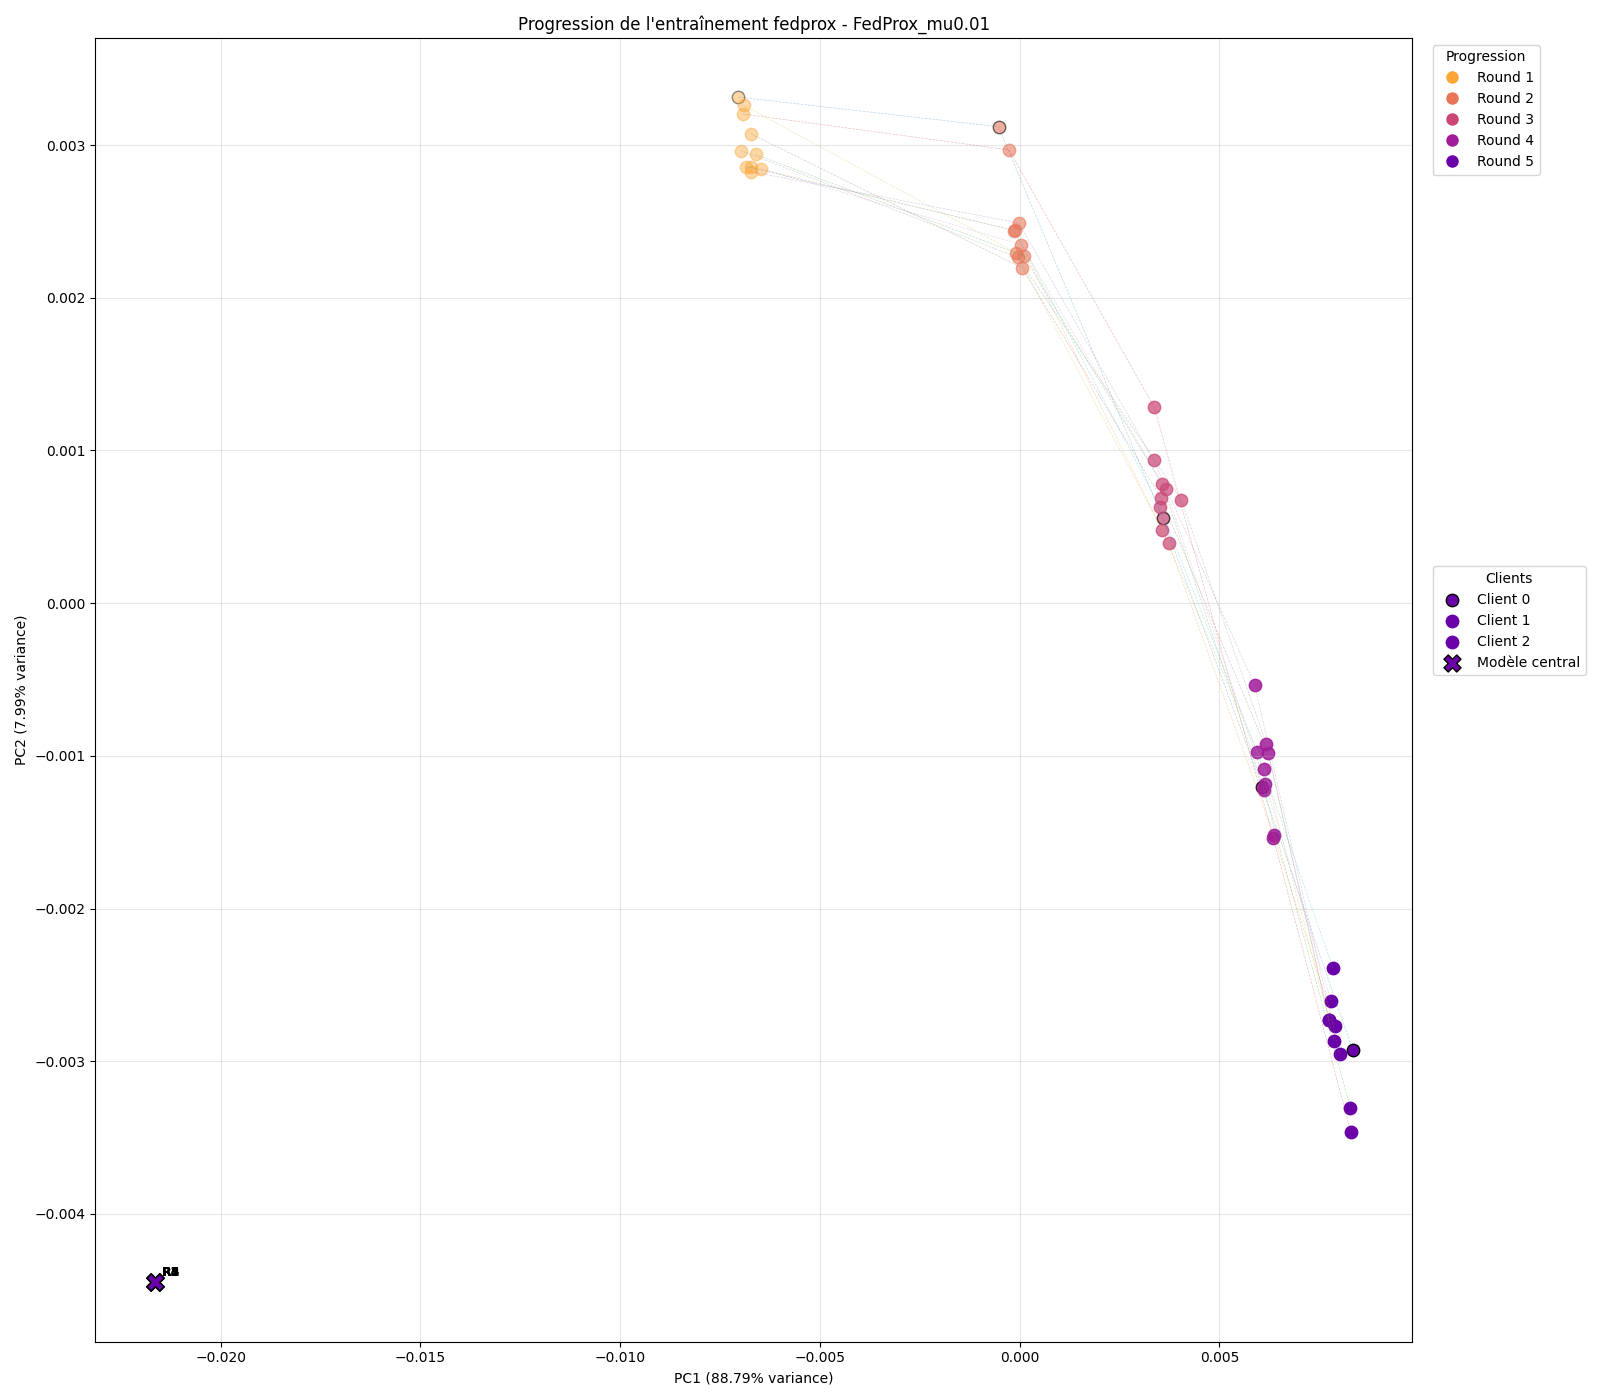 Progression de l'entraînement fedprox - FedProx_mu0.01
Progression
Round 1
Round 2
Round 3
Round 4
Round 5
Clients
Client 0
Client 1
Client 2
Modèle central
PC2 (7.99% variance)
0.003
0.002
0.001
0.000
−0.001
−0.002
−0.003
−0.004
−0.020
−0.015
−0.010
−0.005
0.000
0.005
PC1 (88.79% variance)